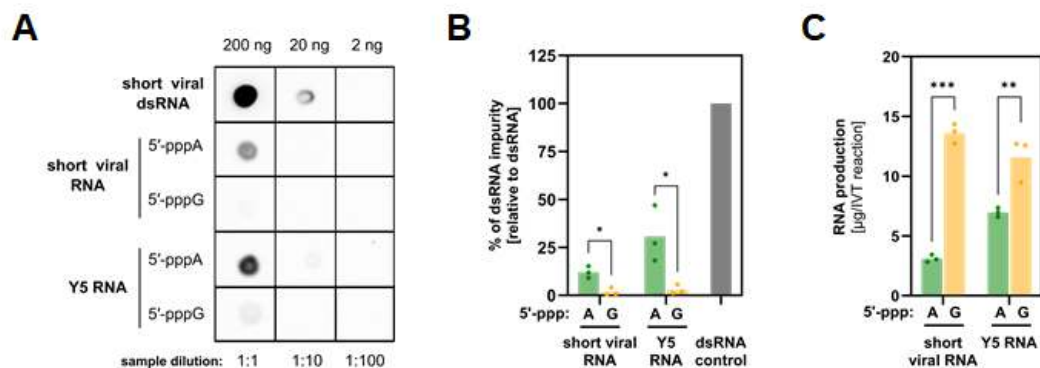 A
200 ng 20 ng 2 ng
short viral
dsRNA
short viral
RNA
5'-pppA
5'-pppG
Y5 RNA
5'-pppA
5'-pppG
sample dilution: 1:1 1:10 1:100
B
% of dsRNA impurity
[relative to dsRNA]
125
100
75
50
25
0
*
*
5'-ppp: A G A G
short viral
RNA
Y5
RNA
dsRNA
control
C
RNA production
[µg/IVT reaction]
20
15
10
5
0
***
**
5'-ppp: A G A G
short
viral RNA
Y5 RNA